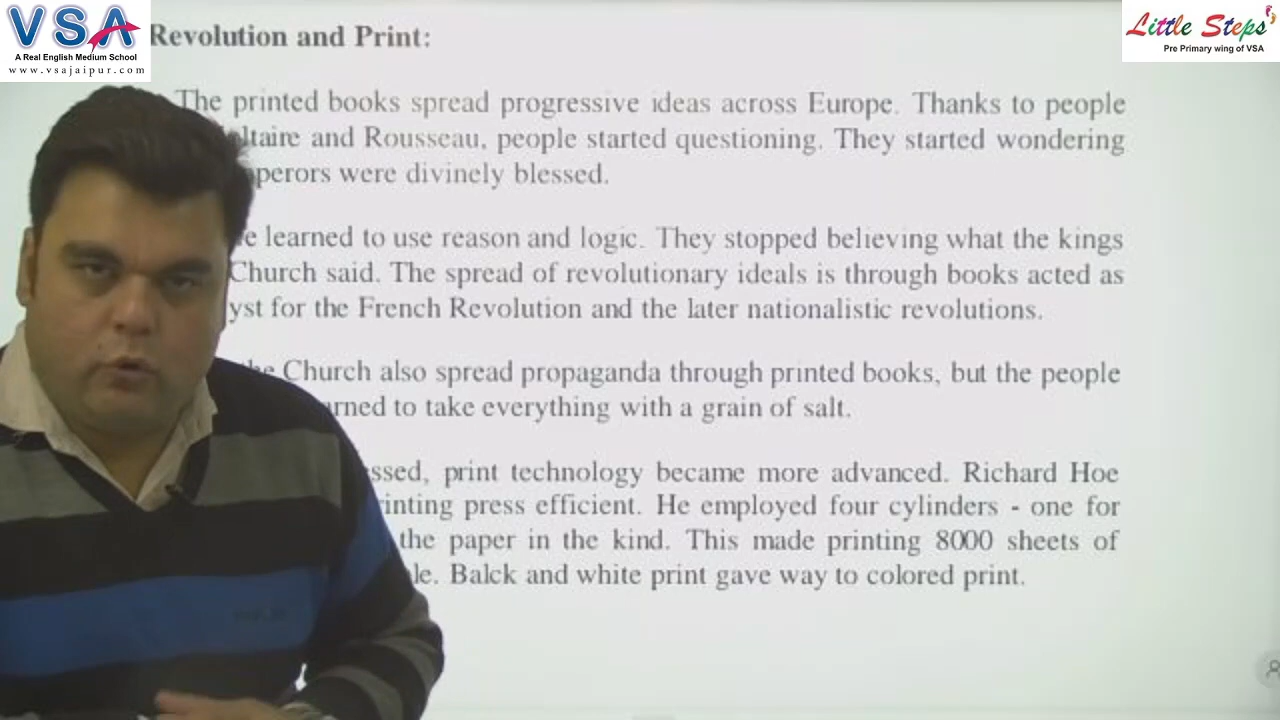 VSA
A Real English Medium School
www.vsajaipur.com
Little Steps
Pre Primary wing of VSA
Revolution and Print:
The printed books spread progressive ideas across Europe. Thanks to people
ltaire and Rousseau, people started questioning. They started wondering
perors were divinely blessed.
e learned to use reason and logic. They stopped believing what the kings
Church said. The spread of revolutionary ideals is through books acted as
yst for the French Revolution and the later nationalistic revolutions.
he Church also spread propaganda through printed books, but the people
rned to take everything with a grain of salt.
ssed, print technology became more advanced. Richard Hoe
inting press efficient. He employed four cylinders - one for
the paper in the kind. This made printing 8000 sheets of
le. Balck and white print gave way to colored print.